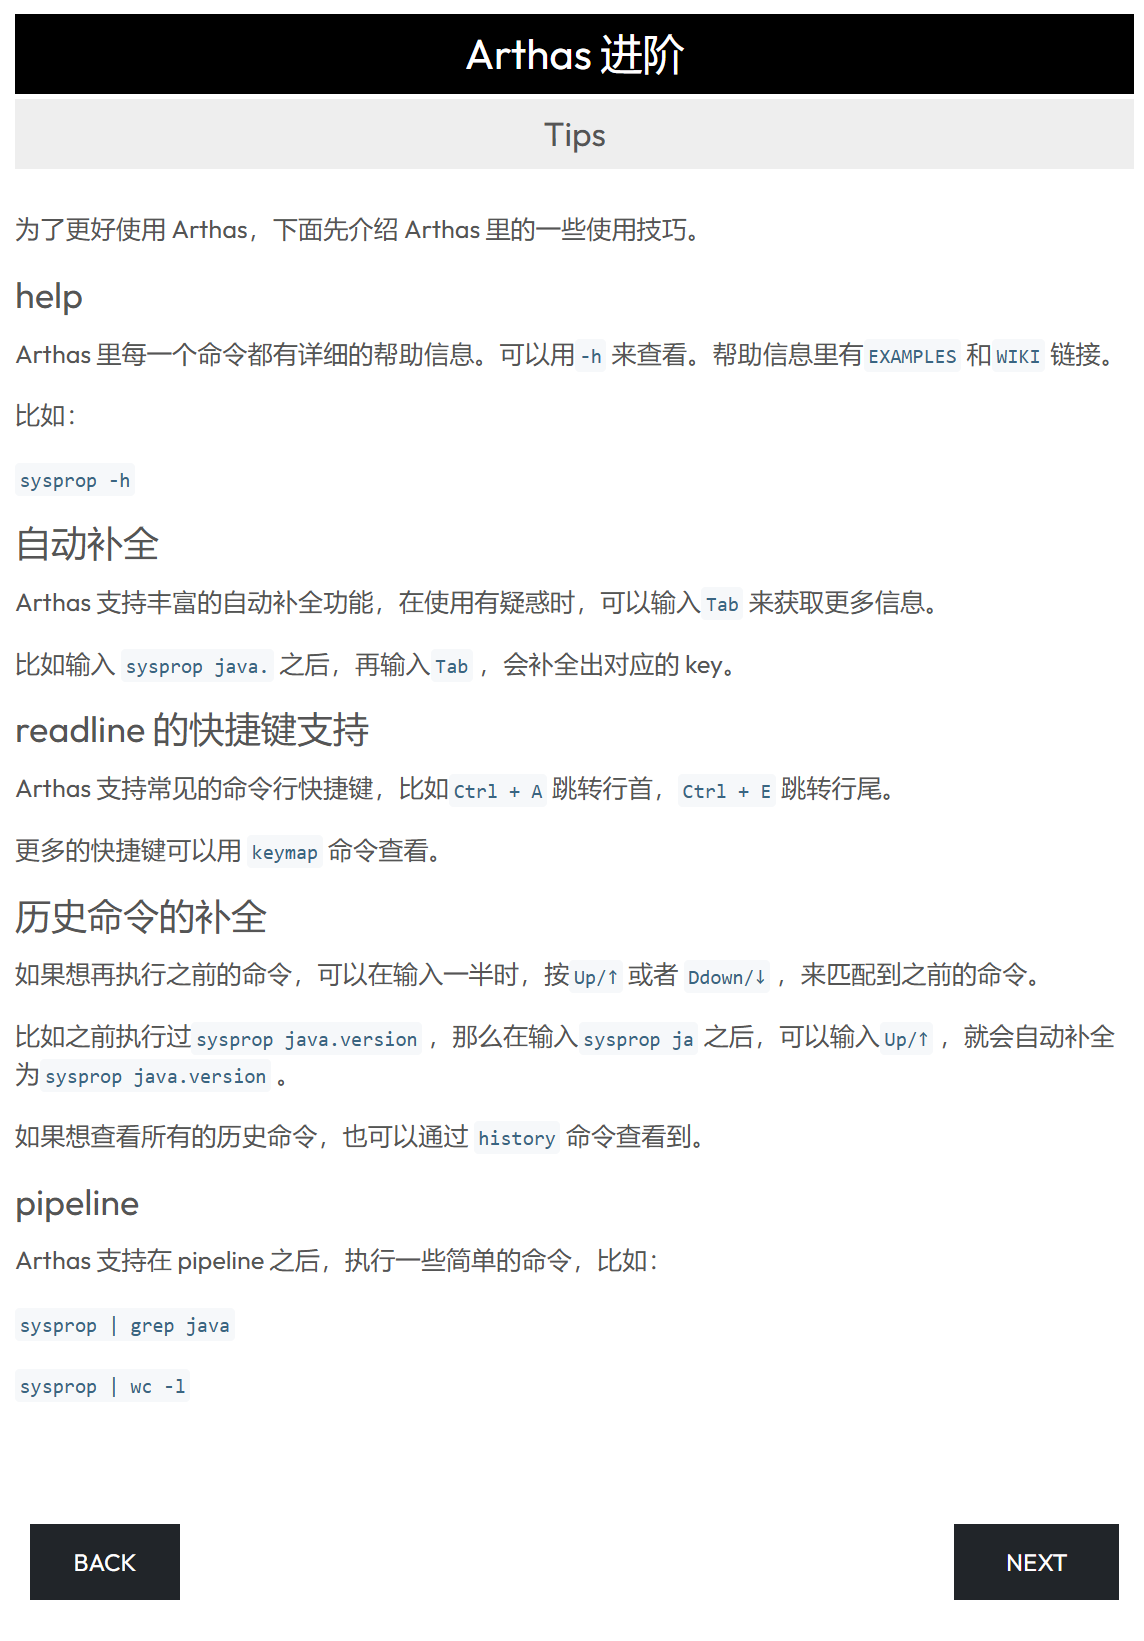 Arthas 进阶
Tips
为了更好使用 Arthas，下面先介绍 Arthas 里的一些使用技巧。
help
Arthas 里每一个命令都有详细的帮助信息。可以用 -h 来查看。帮助信息里有 EXAMPLES 和 WIKI 链接。
比如：
sysprop -h
自动补全
Arthas 支持丰富的自动补全功能，在使用有疑惑时，可以输入 Tab 来获取更多信息。
比如输入 sysprop java. 之后，再输入 Tab ，会补全出对应的 key。
readline 的快捷键支持
Arthas 支持常见的命令行快捷键，比如 Ctrl + A 跳转行首，Ctrl + E 跳转行尾。
更多的快捷键可以用 keymap 命令查看。
历史命令的补全
如果想再执行之前的命令，可以在输入一半时，按 Up/↑ 或者 Ddown/↓ ，来匹配到之前的命令。
比如之前执行过 sysprop java.version ，那么在输入 sysprop ja 之后，可以输入 Up/↑ ，就会自动补全
为 sysprop java.version 。
如果想查看所有的历史命令，也可以通过 history 命令查看到。
pipeline
Arthas 支持在 pipeline 之后，执行一些简单的命令，比如：
sysprop | grep java
sysprop | wc -l
BACK
NEXT